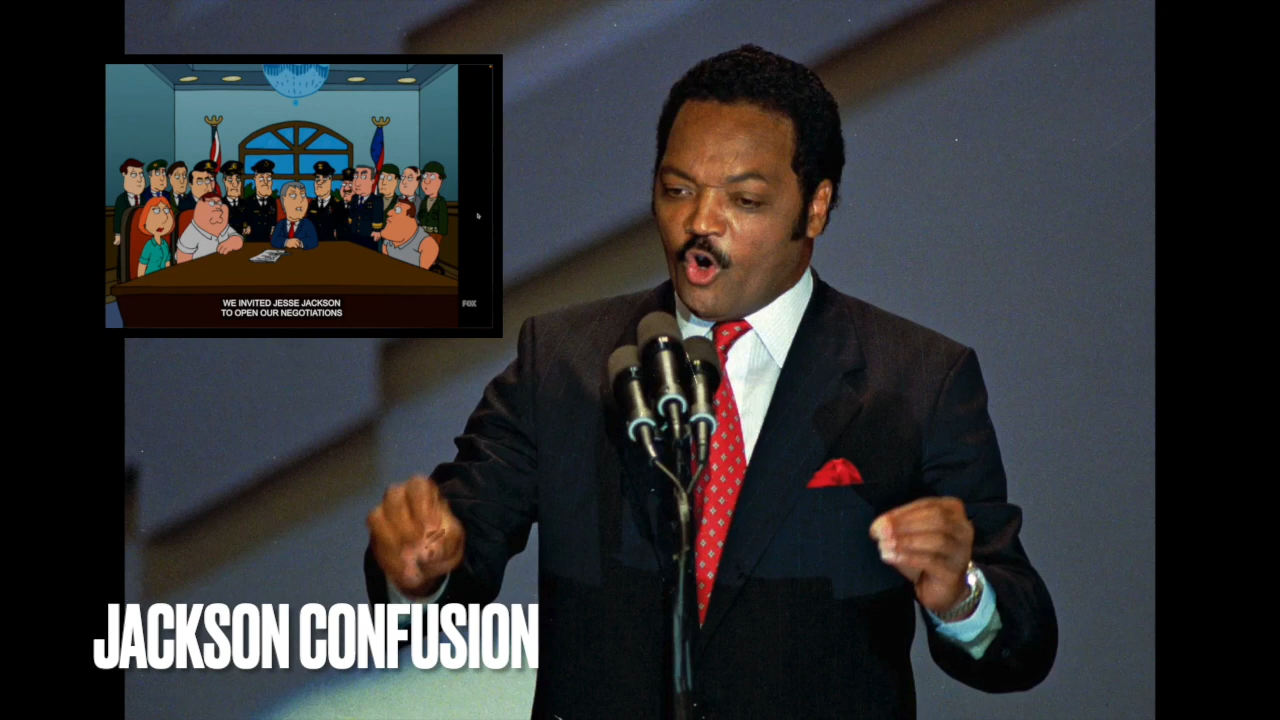 WE INVITED JESSE JACKSON
TO OPEN OUR NEGOTIATIONS
FOX
JACKSON CONFUSION